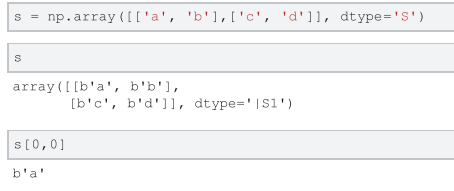 s = np.array([['a', 'b'],['c', 'd']], dtype='S')
s
array([[b'a', b'b'],
       [b'c', b'd']], dtype='|S1')
s[0,0]
b'a'